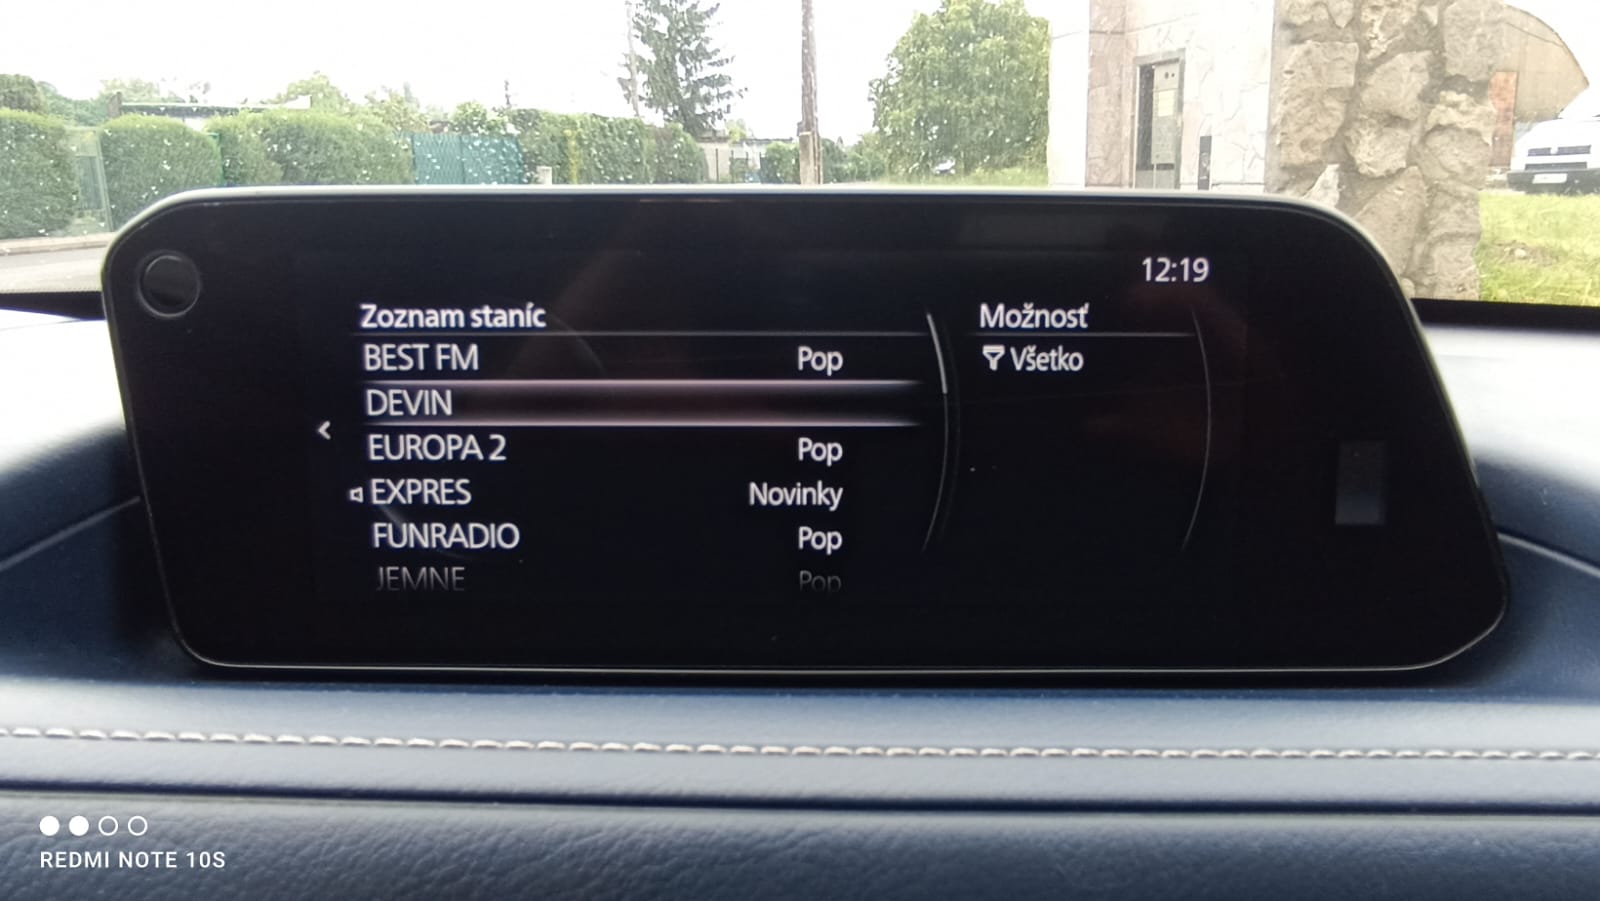 12:19
Zoznam staníc
BEST FM Pop
DEVIN
EUROPA 2 Pop
EXPRES Novinky
FUNRADIO Pop
JEMNE Pop
Možnosť
Všetko
REDMI NOTE 10S